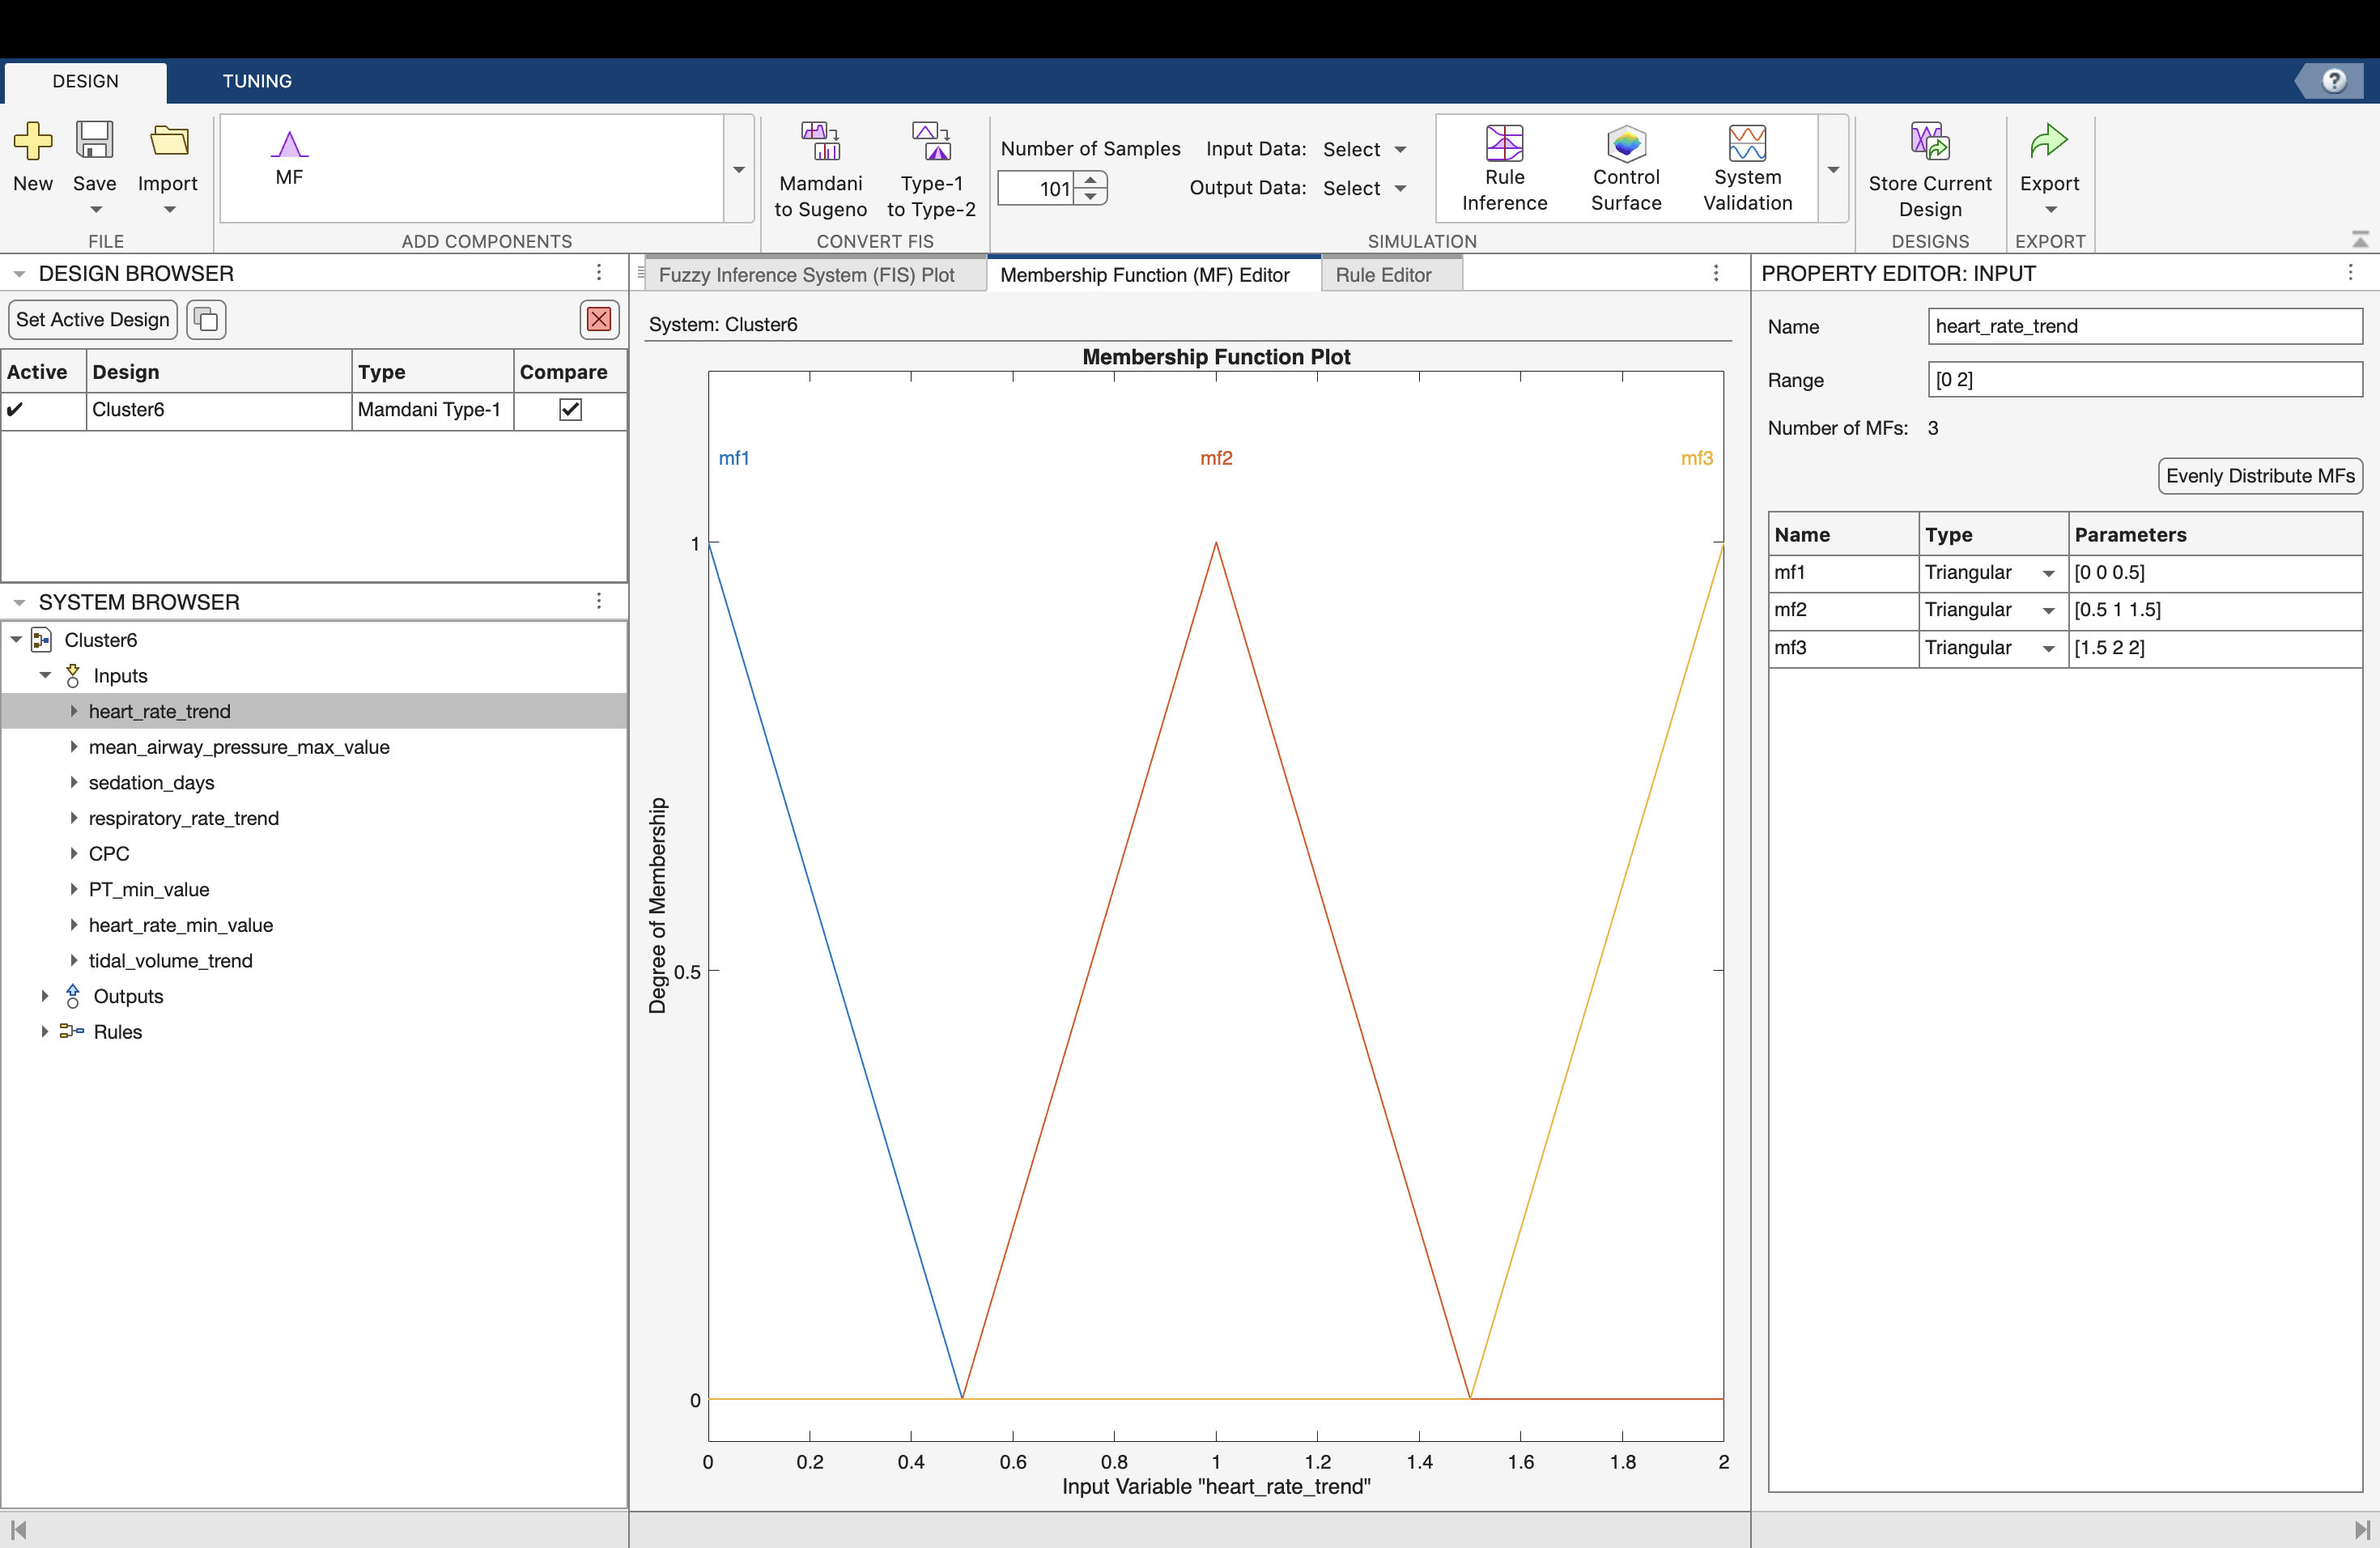 DESIGN TUNING
New Save Import
FILE
MF
ADD COMPONENTS
Mamdani to Sugeno
Type-1 to Type-2
CONVERT FIS
Number of Samples
101
Input Data: Select
Output Data: Select
Rule Inference
Control Surface
System Validation
SIMULATION
Store Current Design
DESIGNS
Export
EXPORT
?
DESIGN BROWSER
Set Active Design
Active Design Type Compare
✔ Cluster6 Mamdani Type-1
SYSTEM BROWSER
Cluster6
Inputs
heart_rate_trend
mean_airway_pressure_max_value
sedation_days
respiratory_rate_trend
CPC
PT_min_value
heart_rate_min_value
tidal_volume_trend
Outputs
Rules
Fuzzy Inference System (FIS) Plot
Membership Function (MF) Editor
Rule Editor
System: Cluster6
Membership Function Plot
mf1 mf2 mf3
1
0.5
0
Degree of Membership
0 0.2 0.4 0.6 0.8 1 1.2 1.4 1.6 1.8 2
Input Variable "heart_rate_trend"
PROPERTY EDITOR: INPUT
Name heart_rate_trend
Range [0 2]
Number of MFs: 3
Evenly Distribute MFs
Name Type Parameters
mf1 Triangular [0 0 0.5]
mf2 Triangular [0.5 1 1.5]
mf3 Triangular [1.5 2 2]